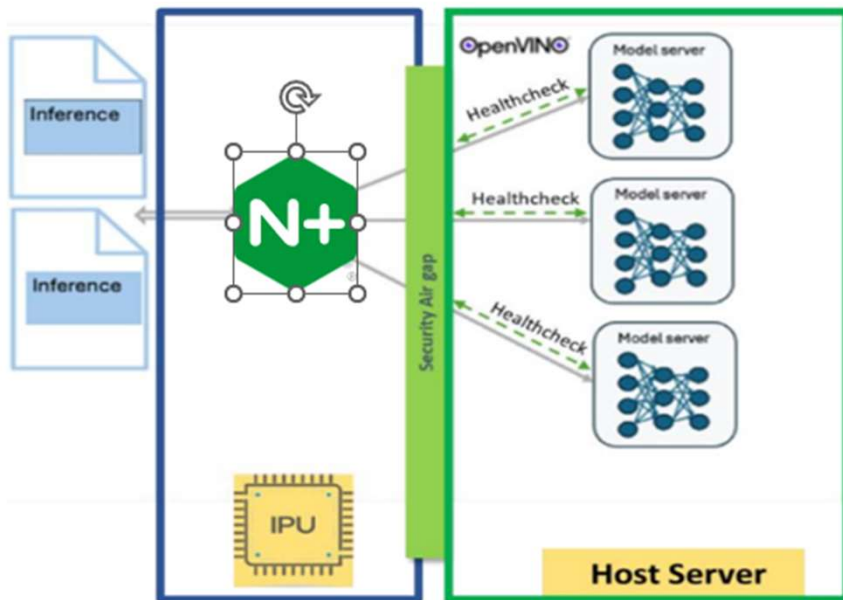 Inference
Inference
N+
®
IPU
Security Air gap
OpenVINO
Healthcheck
Model server
Healthcheck
Model server
Healthcheck
Model server
Host Server